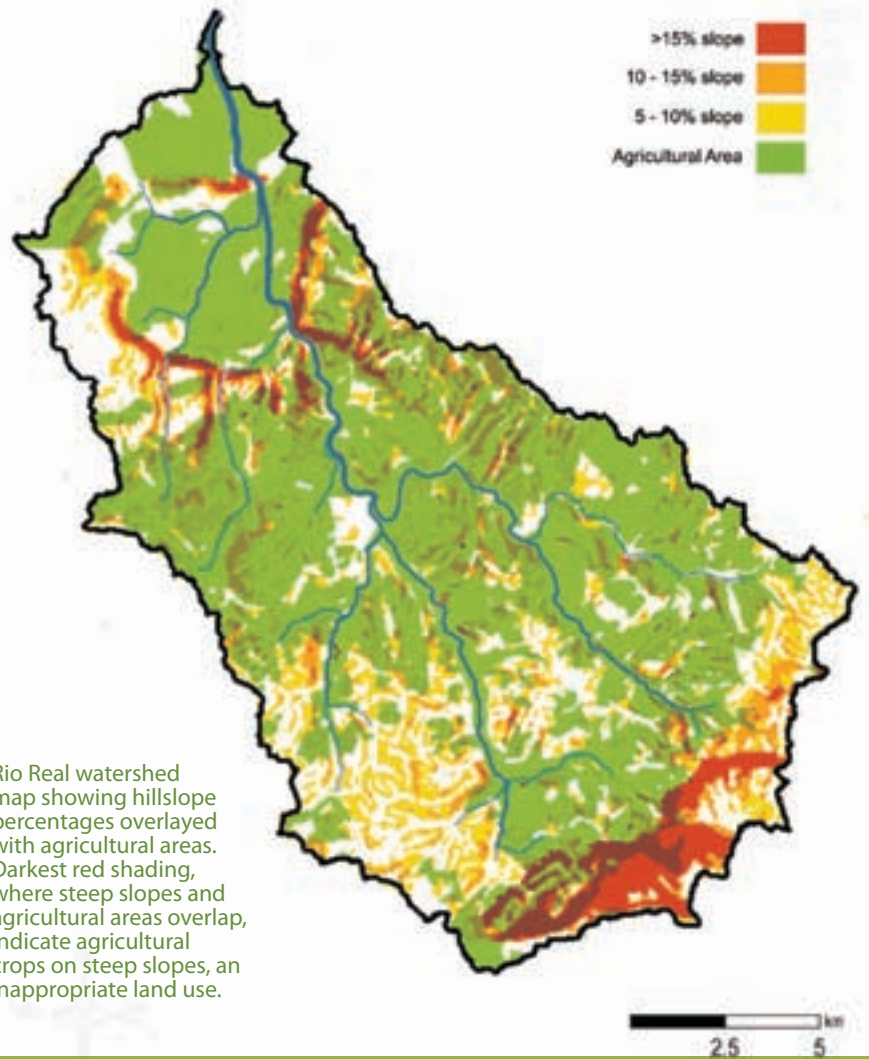 >15% slope
10 - 15% slope
5 - 10% slope
Agricultural Area
Rio Real watershed
map showing hillslope
percentages overlayed
with agricultural areas.
Darkest red shading,
where steep slopes and
agricultural areas overlap,
indicate agricultural
crops on steep slopes, an
inappropriate land use.
km
2.5 5